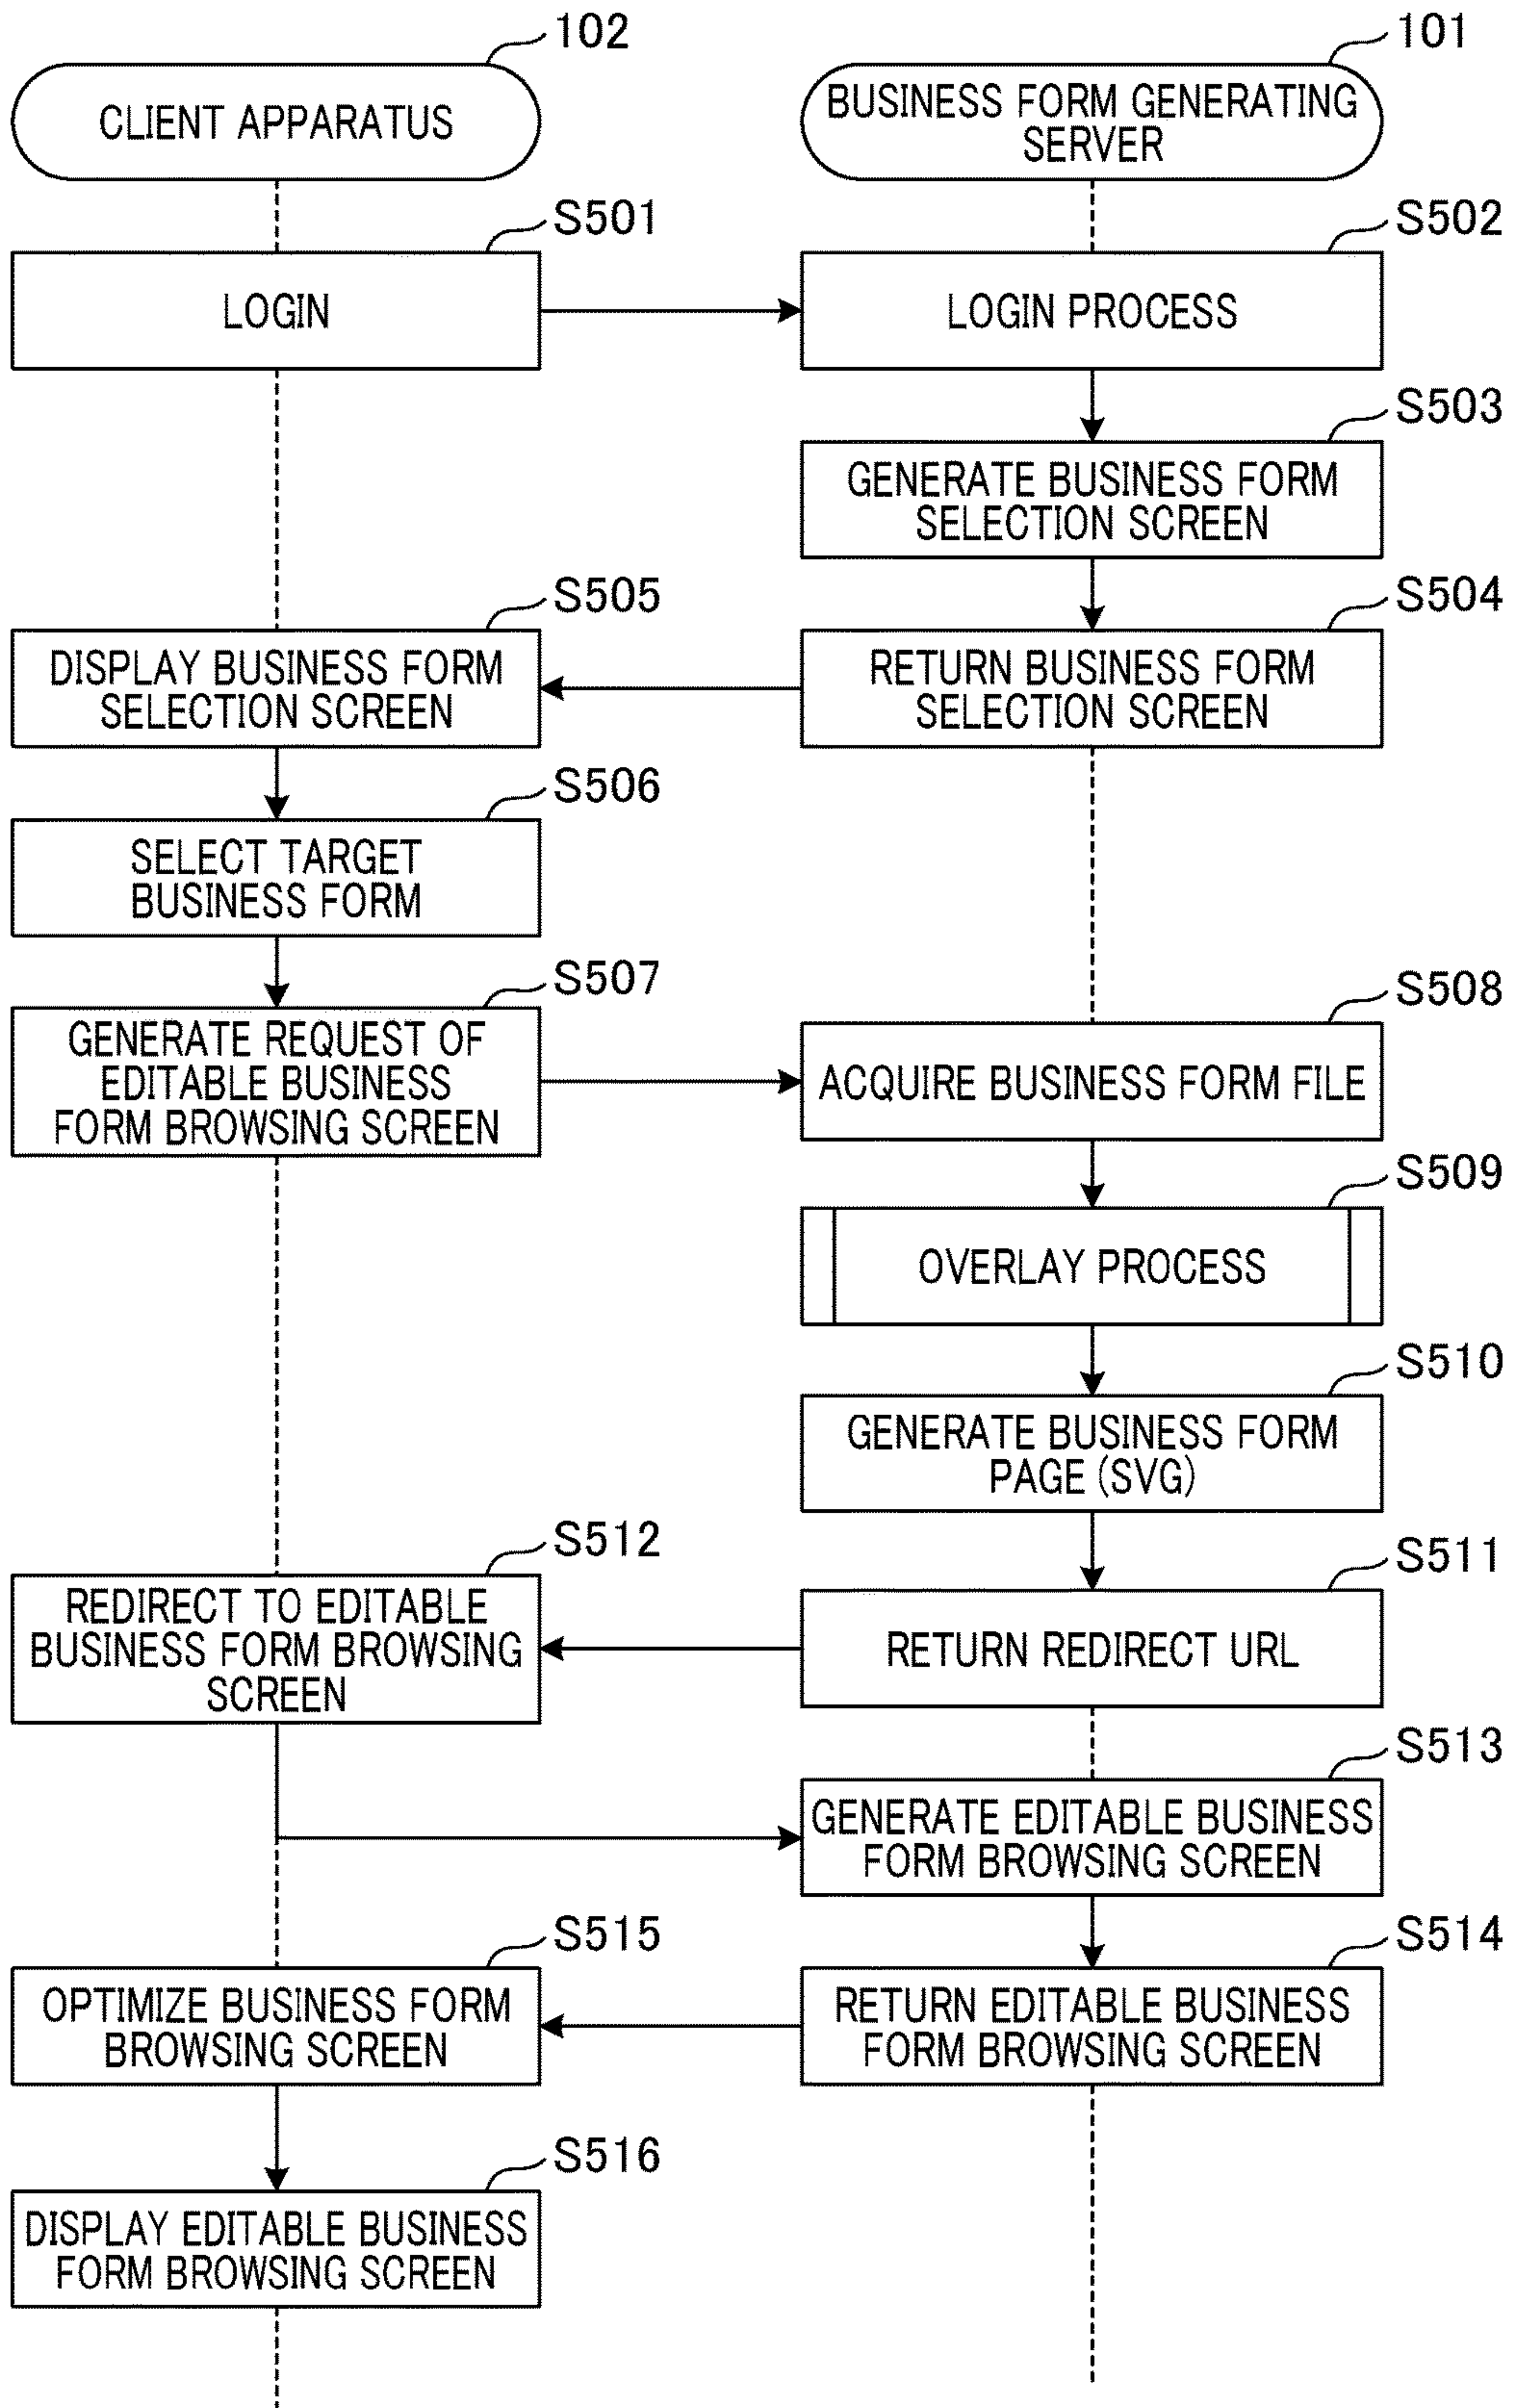 102
101
CLIENT APPARATUS
BUSINESS FORM GENERATING
SERVER
S501
S502
LOGIN
LOGIN PROCESS
S503
GENERATE BUSINESS FORM
SELECTION SCREEN
S505
S504
DISPLAY BUSINESS FORM
SELECTION SCREEN
RETURN BUSINESS FORM
SELECTION SCREEN
S506
SELECT TARGET
BUSINESS FORM
S507
S508
GENERATE REQUEST OF
EDITABLE BUSINESS
FORM BROWSING SCREEN
ACQUIRE BUSINESS FORM FILE
S509
OVERLAY PROCESS
S510
GENERATE BUSINESS FORM
PAGE (SVG)
S512
S511
REDIRECT TO EDITABLE
BUSINESS FORM BROWSING
SCREEN
RETURN REDIRECT URL
S513
GENERATE EDITABLE BUSINESS
FORM BROWSING SCREEN
S515
S514
OPTIMIZE BUSINESS FORM
BROWSING SCREEN
RETURN EDITABLE BUSINESS
FORM BROWSING SCREEN
S516
DISPLAY EDITABLE BUSINESS
FORM BROWSING SCREEN